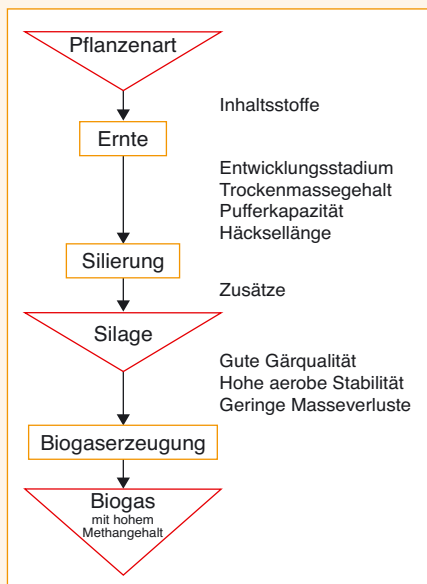 Pflanzenart
Inhaltsstoffe
Ernte
Entwicklungsstadium
Trockenmassegehalt
Pufferkapazität
Häcksellänge
Silierung
Zusätze
Silage
Gute Gärqualität
Hohe aerobe Stabilität
Geringe Masseverluste
Biogaserzeugung
Biogas
mit hohem
Methangehalt